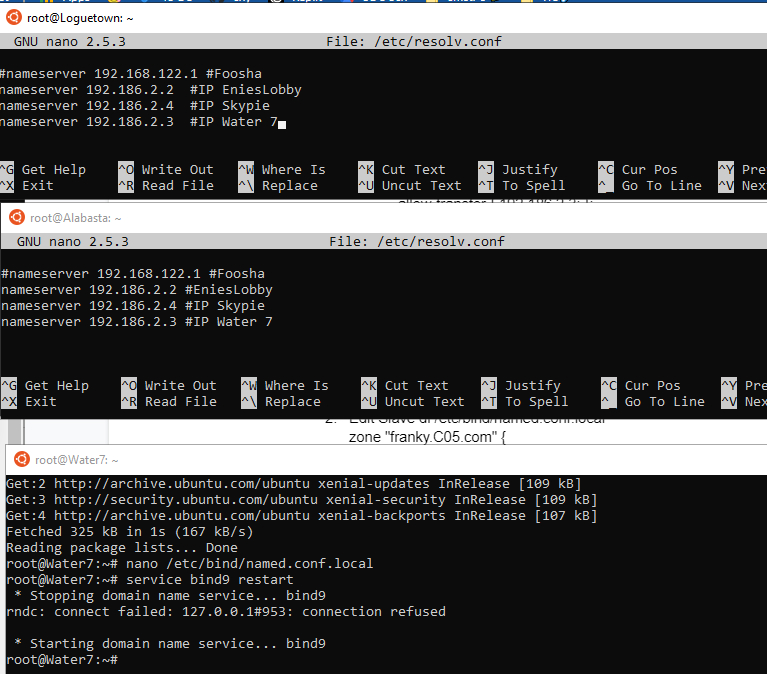 root@Loguetown: ~
GNU nano 2.5.3 File: /etc/resolv.conf
#nameserver 192.168.122.1 #Foosha
nameserver 192.186.2.2 #IP EniesLobby
nameserver 192.186.2.4 #IP Skypie
nameserver 192.186.2.3 #IP Water 7
^G Get Help ^O Write Out ^W Where Is ^K Cut Text ^J Justify ^C Cur Pos ^Y Pre
^X Exit ^R Read File ^\ Replace ^U Uncut Text ^T To Spell ^_ Go To Line ^V Nex
root@Alabasta: ~
GNU nano 2.5.3 File: /etc/resolv.conf
#nameserver 192.168.122.1 #Foosha
nameserver 192.186.2.2 #EniesLobby
nameserver 192.186.2.4 #IP Skypie
nameserver 192.186.2.3 #IP Water 7
^G Get Help ^O Write Out ^W Where Is ^K Cut Text ^J Justify ^C Cur Pos ^Y Pre
^X Exit ^R Read File ^\ Replace ^U Uncut Text ^T To Spell ^_ Go To Line ^V Nex
2. Edit Slave di /etc/bind/named.conf.local
zone "franky.C05.com" {
root@Water7: ~
Get:2 http://archive.ubuntu.com/ubuntu xenial-updates InRelease [109 kB]
Get:3 http://security.ubuntu.com/ubuntu xenial-security InRelease [109 kB]
Get:4 http://archive.ubuntu.com/ubuntu xenial-backports InRelease [107 kB]
Fetched 325 kB in 1s (167 kB/s)
Reading package lists... Done
root@Water7:~# nano /etc/bind/named.conf.local
root@Water7:~# service bind9 restart
* Stopping domain name service... bind9
rndc: connect failed: 127.0.0.1#953: connection refused
* Starting domain name service... bind9
root@Water7:~#